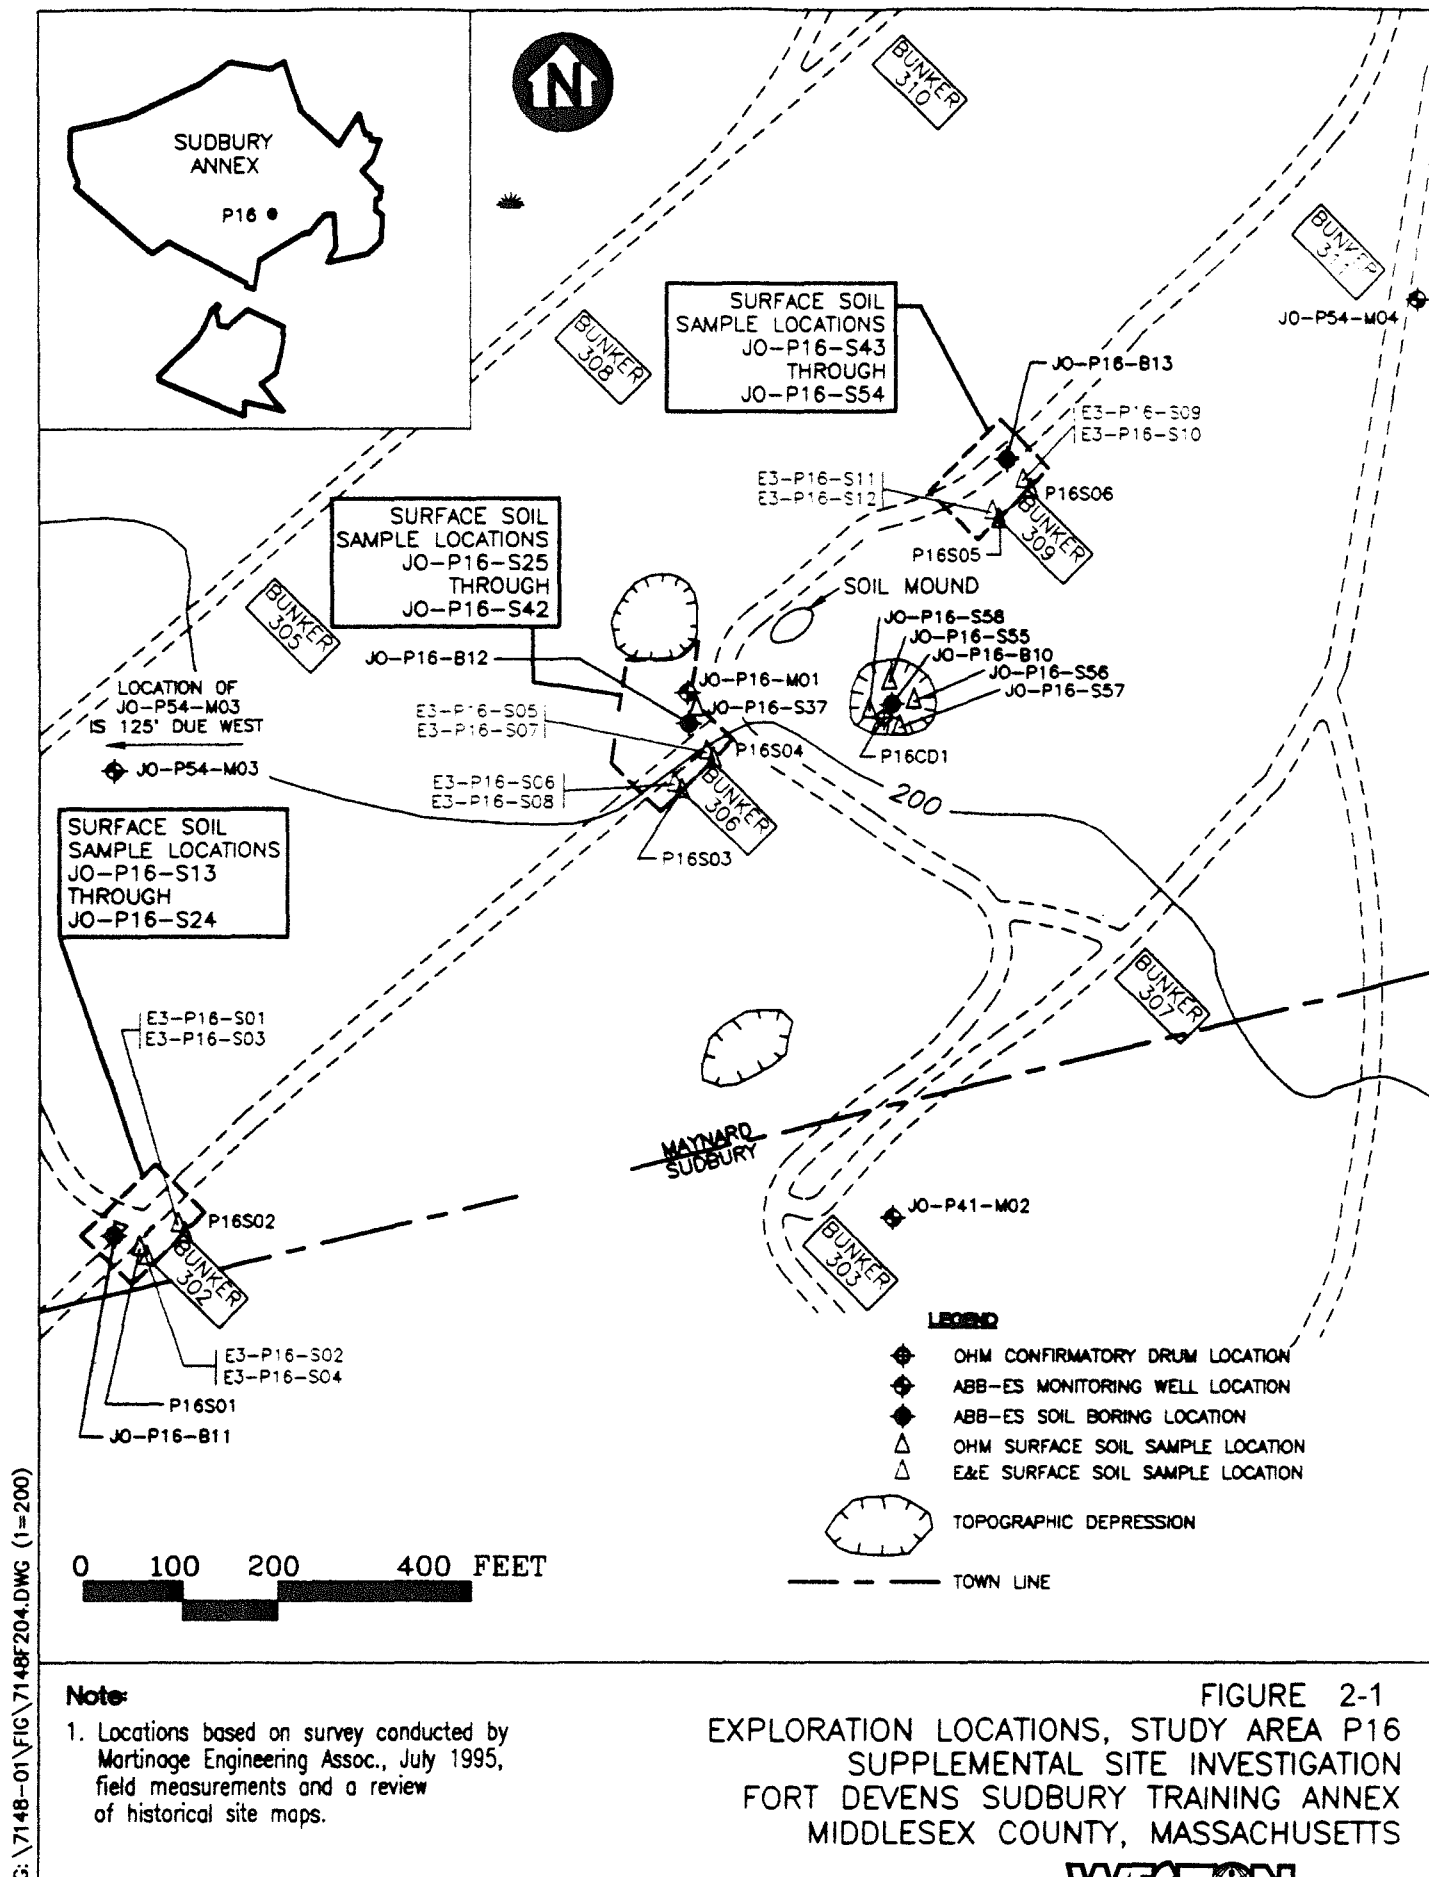 SUDBURY
ANNEX
P16
N
BUNKER
310
BUNKER
311
JO-P54-M04
BUNKER
308
SURFACE SOIL
SAMPLE LOCATIONS
JO-P16-S43
THROUGH
JO-P16-S54
JO-P16-B13
E3-P16-S09
E3-P16-S10
E3-P16-S11
E3-P16-S12
P16S06
BUNKER
309
P16S05
SURFACE SOIL
SAMPLE LOCATIONS
JO-P16-S25
THROUGH
JO-P16-S42
SOIL MOUND
JO-P16-S58
JO-P16-S55
JO-P16-B10
JO-P16-S56
JO-P16-S57
P16CD1
BUNKER
305
JO-P16-B12
JO-P16-M01
JO-P16-S37
E3-P16-S05
E3-P16-S07
P16S04
E3-P16-S06
E3-P16-S08
BUNKER
306
P16S03
200
LOCATION OF
JO-P54-M03
IS 125' DUE WEST
JO-P54-M03
SURFACE SOIL
SAMPLE LOCATIONS
JO-P16-S13
THROUGH
JO-P16-S24
E3-P16-S01
E3-P16-S03
BUNKER
307
MAYNARD
SUDBURY
P16S02
BUNKER
302
JO-P41-M02
BUNKER
303
E3-P16-S02
E3-P16-S04
P16S01
JO-P16-B11
LEGEND
OHM CONFIRMATORY DRUM LOCATION
ABB-ES MONITORING WELL LOCATION
ABB-ES SOIL BORING LOCATION
OHM SURFACE SOIL SAMPLE LOCATION
E&E SURFACE SOIL SAMPLE LOCATION
TOPOGRAPHIC DEPRESSION
TOWN LINE
0 100 200 400 FEET
G:\7148-01\FIG\7148F204.DWG (1=200)
Note:
1. Locations based on survey conducted by
Martinage Engineering Assoc., July 1995,
field measurements and a review
of historical site maps.
FIGURE 2-1
EXPLORATION LOCATIONS, STUDY AREA P16
SUPPLEMENTAL SITE INVESTIGATION
FORT DEVENS SUDBURY TRAINING ANNEX
MIDDLESEX COUNTY, MASSACHUSETTS